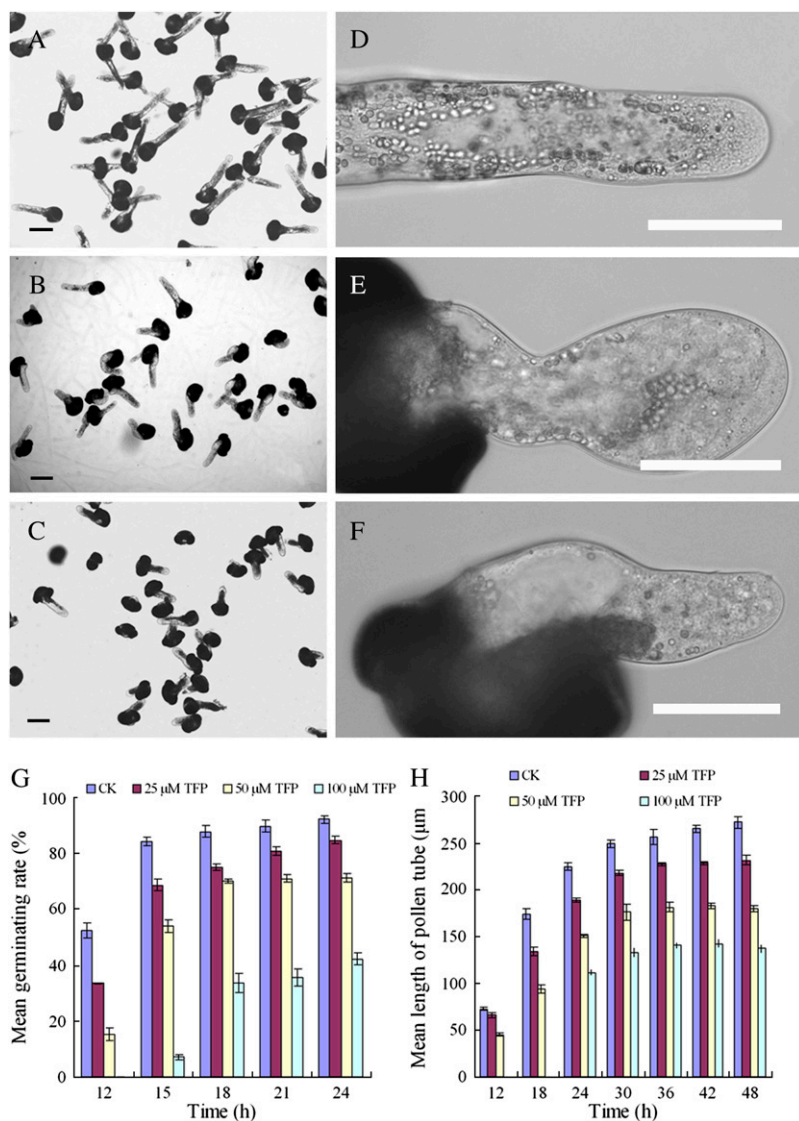 A
D
B
E
C
F
G
CK 25 µM TFP 50 µM TFP 100 µM TFP
Mean germinating rate (%
100
80
60
40
20
0
12 15 18 21 24
Time (h)
H
CK 25 µM TFP
50 µM TFP 100 µM TFP
Mean length of pollen tube (µm
300
250
200
150
100
50
0
12 18 24 30 36 42 48
Time (h)